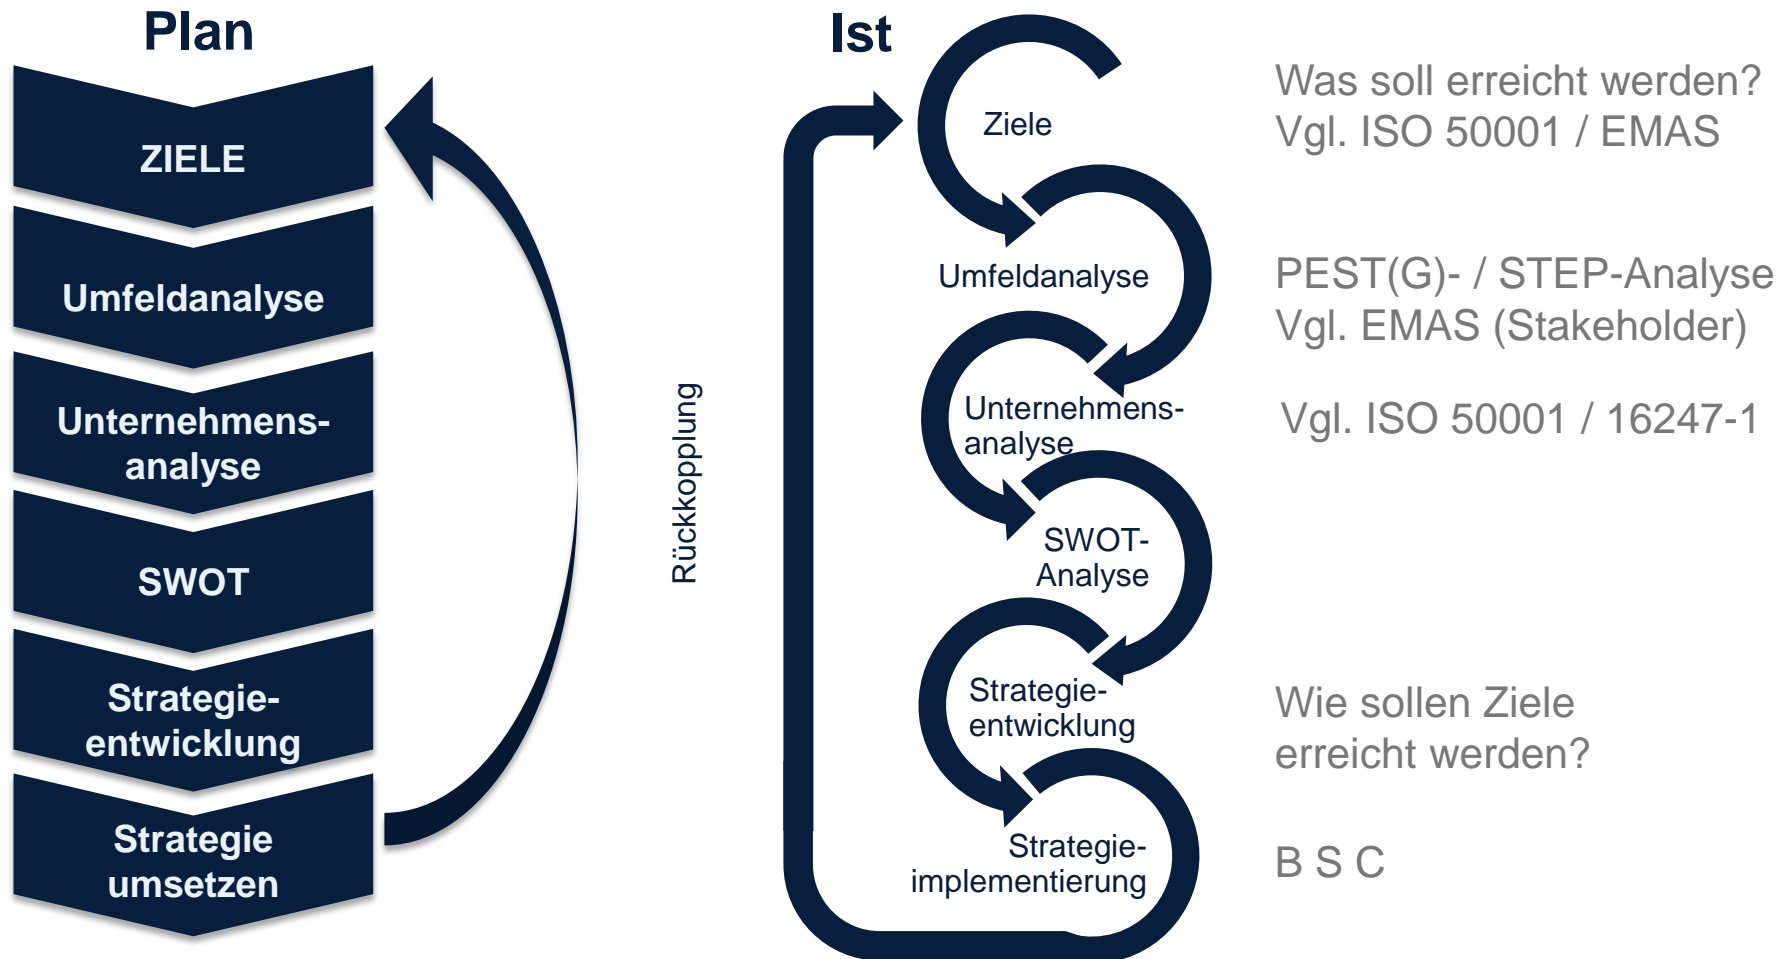 Plan
ZIELE
Umfeldanalyse
Unternehmens-
analyse
SWOT
Strategie-
entwicklung
Strategie
umsetzen
Rückkopplung
Ist
Ziele
Umfeldanalyse
Unternehmens-
analyse
SWOT-
Analyse
Strategie-
entwicklung
Strategie-
implementierung
Was soll erreicht werden?
Vgl. ISO 50001 / EMAS
PEST(G)- / STEP-Analyse
Vgl. EMAS (Stakeholder)
Vgl. ISO 50001 / 16247-1
Wie sollen Ziele
erreicht werden?
B S C